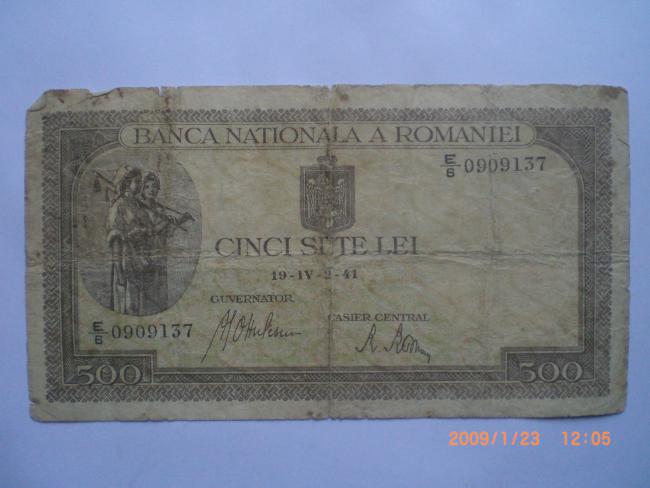 BANCA NATIONALA A ROMANIEI
E/6 0909137
CINCI SUTE LEI
19-IV-2-41
GUVERNATOR
CASIER CENTRAL
E/6 0909137
500
500
2009/1/23 12:05